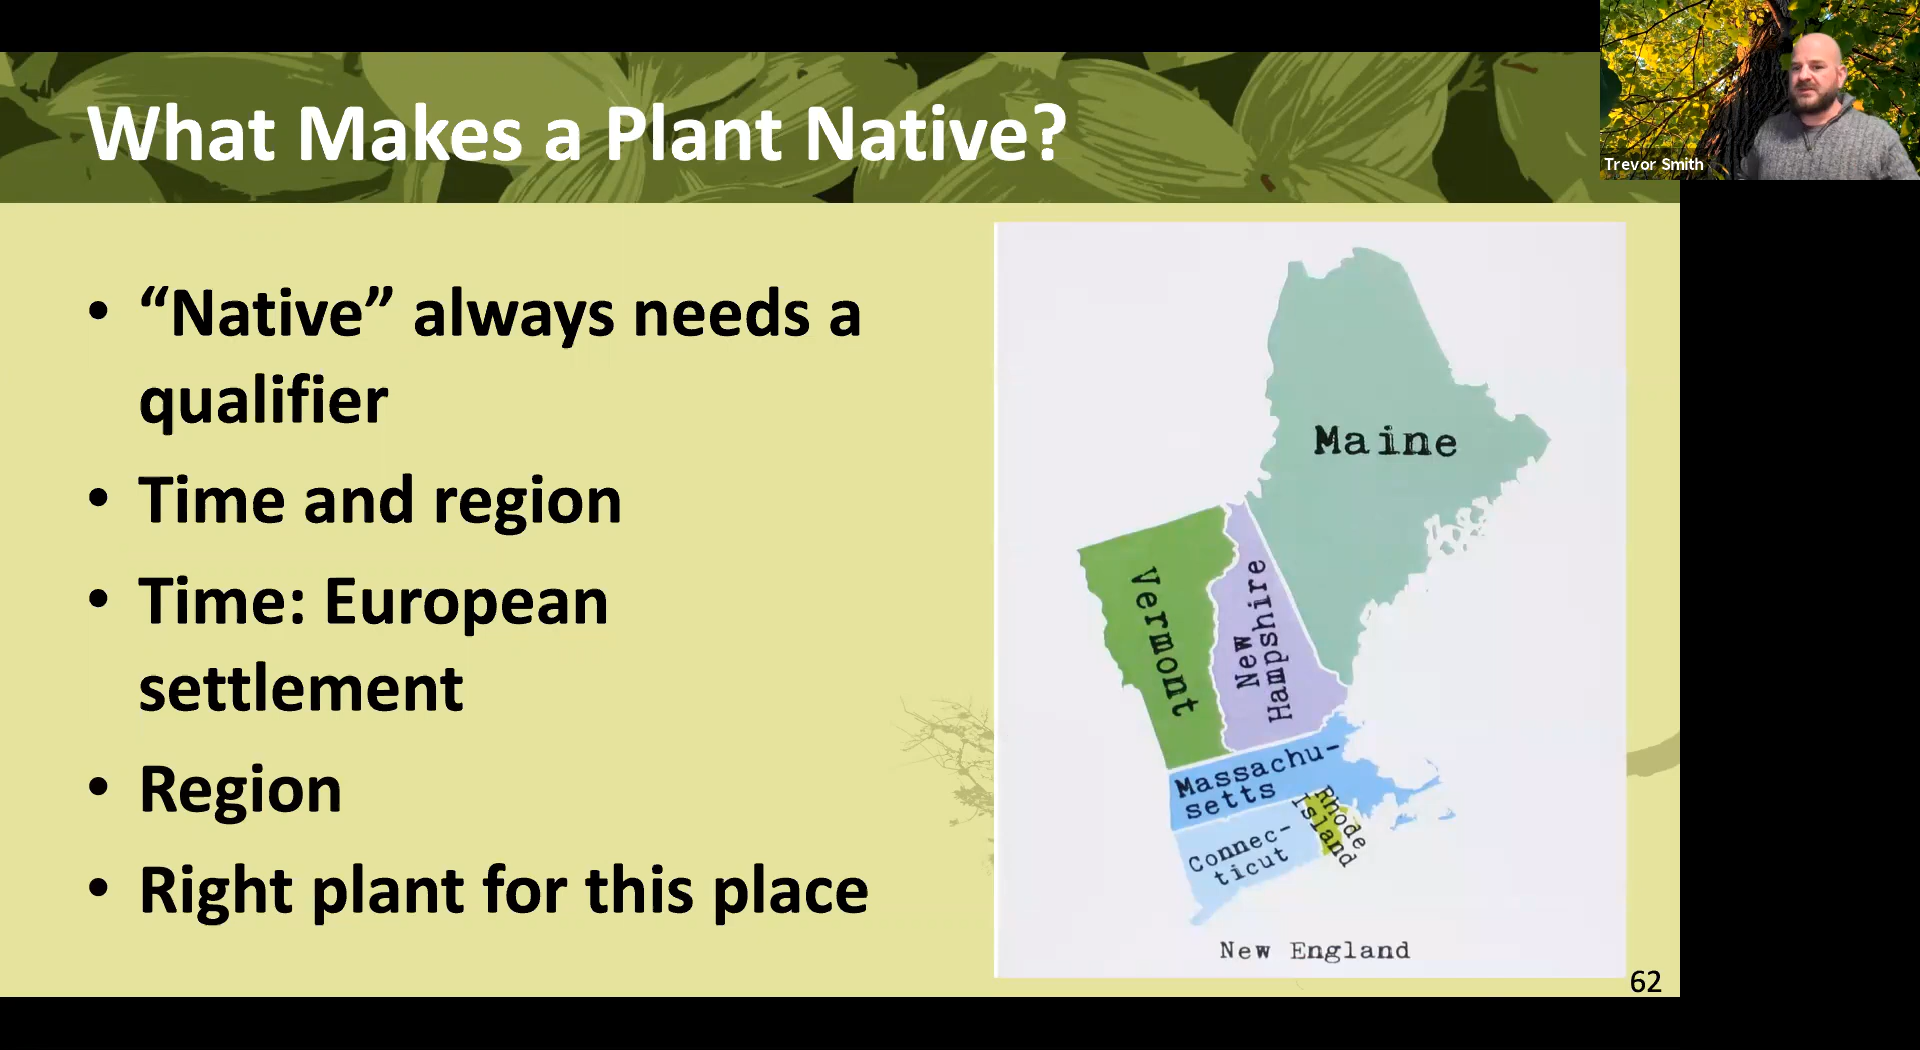 What Makes a Plant Native?
Trevor Smith
• “Native” always needs a
qualifier
• Time and region
• Time: European
settlement
• Region
• Right plant for this place
Maine
Vermont
New
Hampshire
Massachu-
setts
Rhode
Island
Connec-
ticut
New England
62